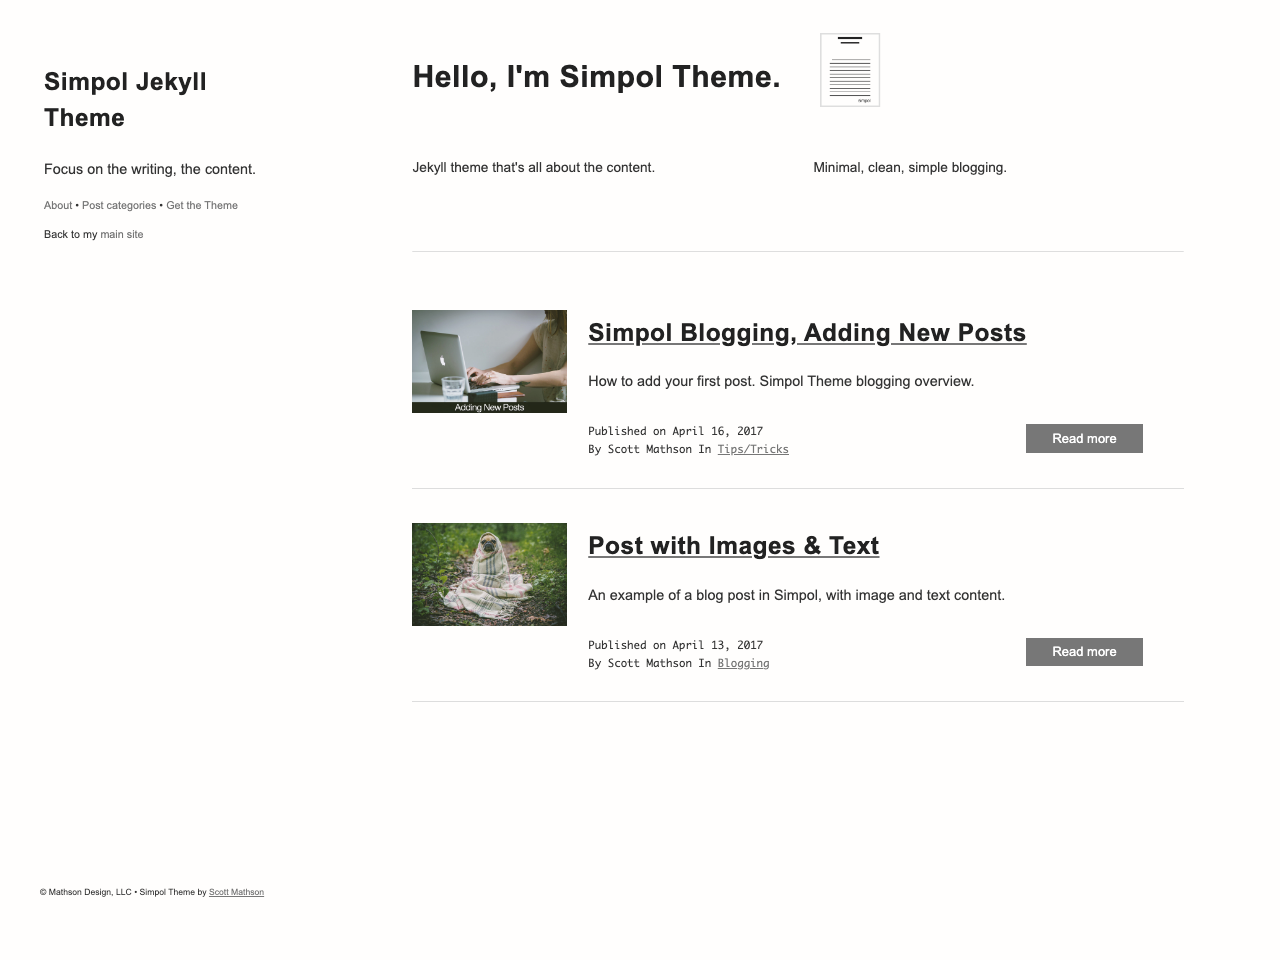 Simpol Jekyll
Theme
Focus on the writing, the content.
About • Post categories • Get the Theme
Back to my main site
Hello, I'm Simpol Theme.
Simpol
Jekyll theme that's all about the content.
Minimal, clean, simple blogging.
Adding New Posts
Simpol Blogging, Adding New Posts
How to add your first post. Simpol Theme blogging overview.
Published on April 16, 2017
By Scott Mathson In Tips/Tricks
Read more
Post with Images & Text
An example of a blog post in Simpol, with image and text content.
Published on April 13, 2017
By Scott Mathson In Blogging
Read more
© Mathson Design, LLC • Simpol Theme by Scott Mathson